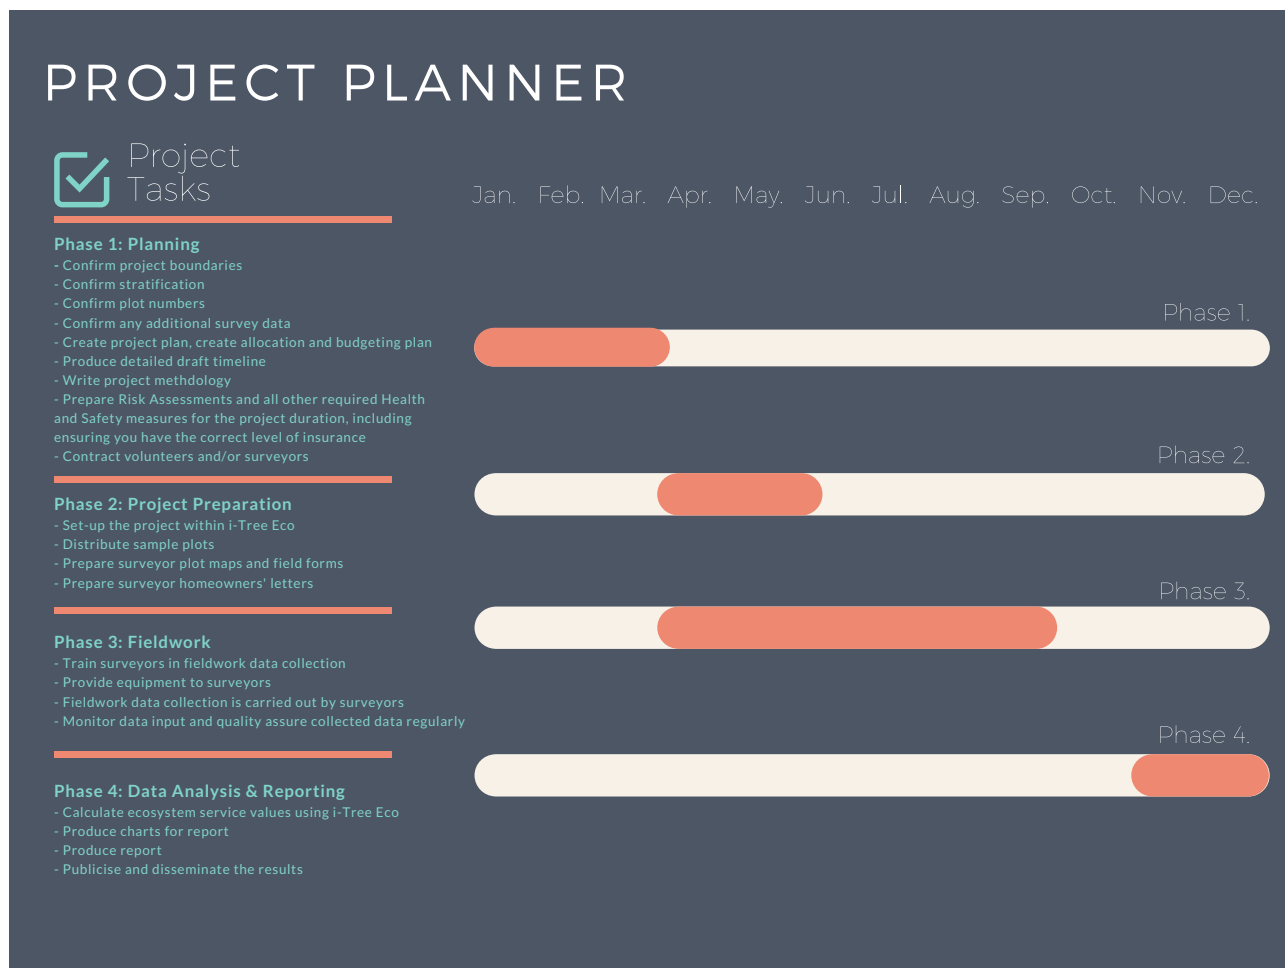 PROJECT PLANNER
Project
Tasks
Jan. Feb. Mar. Apr. May. Jun. Jul. Aug. Sep. Oct. Nov. Dec.
Phase 1: Planning
- Confirm project boundaries
- Confirm stratification
- Confirm plot numbers
- Confirm any additional survey data
- Create project plan, create allocation and budgeting plan
- Produce detailed draft timeline
- Write project methdology
- Prepare Risk Assessments and all other required Health
and Safety measures for the project duration, including
ensuring you have the correct level of insurance
- Contract volunteers and/or surveyors
Phase 2: Project Preparation
- Set-up the project within i-Tree Eco
- Distribute sample plots
- Prepare surveyor plot maps and field forms
- Prepare surveyor homeowners' letters
Phase 3: Fieldwork
- Train surveyors in fieldwork data collection
- Provide equipment to surveyors
- Fieldwork data collection is carried out by surveyors
- Monitor data input and quality assure collected data regularly
Phase 4: Data Analysis & Reporting
- Calculate ecosystem service values using i-Tree Eco
- Produce charts for report
- Produce report
- Publicise and disseminate the results
Phase 1.
Phase 2.
Phase 3.
Phase 4.